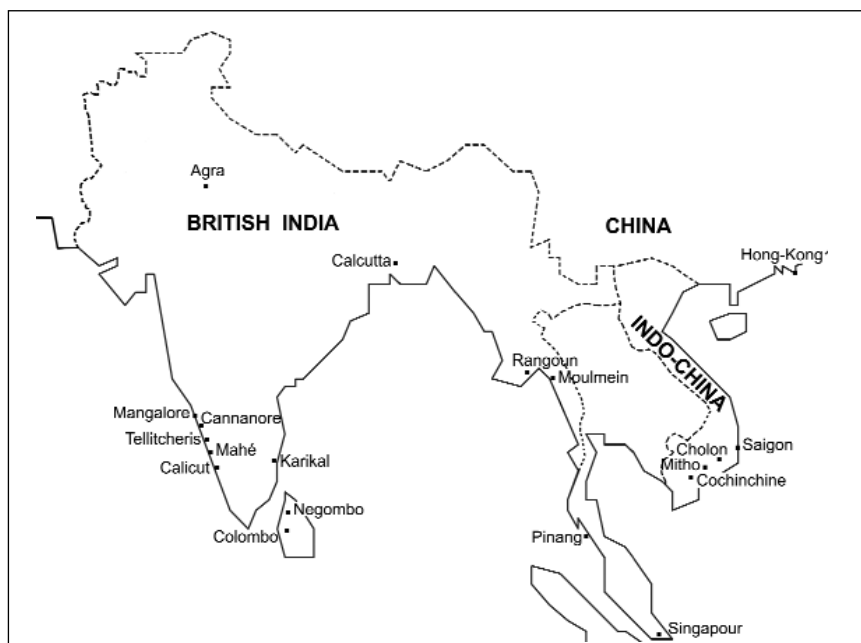 Agra
BRITISH INDIA
CHINA
Calcutta
Hong-Kong
INDO-CHINA
Rangoun
Moulmein
Mangalore
Cannanore
Tellitcheris
Mahé
Calicut
Karikal
Cholon
Saigon
Mitho
Cochinchine
Negombo
Colombo
Pinang
Singapour